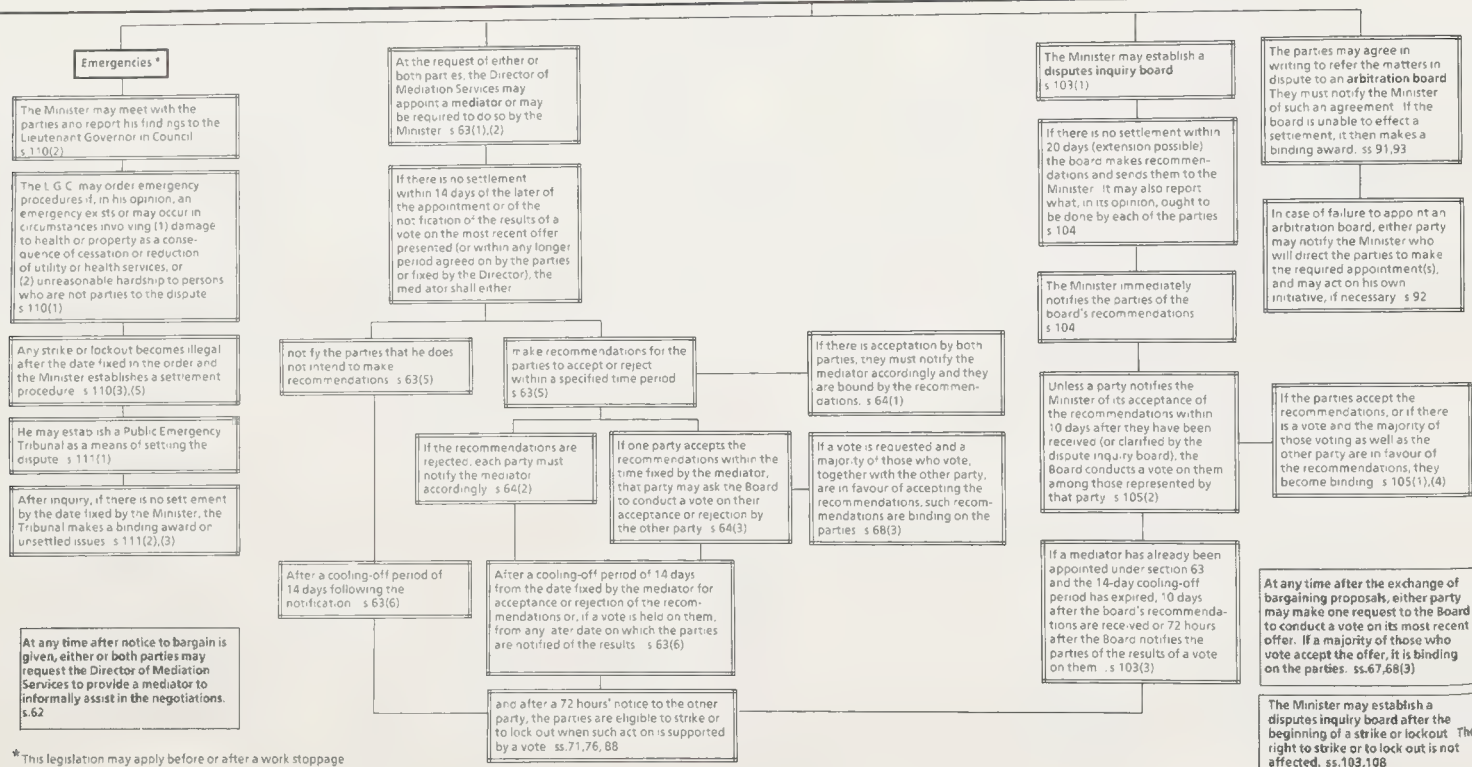 Emergencies *
The Minister may meet with the
parties and report his findings to the
Lieutenant Governor in Council
s 110(2)
The L G C may order emergency
procedures if, in his opinion, an
emergency exists or may occur in
circumstances involving (1) damage
to health or property as a conse-
quence of cessation or reduction
of utility or health services, or
(2) unreasonable hardship to persons
who are not parties to the dispute
s 110(1)
Any strike or lockout becomes illegal
after the date fixed in the order and
the Minister establishes a settlement
procedure s 110(3),(5)
He may establish a Public Emergency
Tribunal as a means of settling the
dispute s 111(1)
After inquiry, if there is no settlement
by the date fixed by the Minister, the
Tribunal makes a binding award or
unsettled issues s 111(2),(3)
At any time after notice to bargain is
given, either or both parties may
request the Director of Mediation
Services to provide a mediator to
informally assist in the negotiations.
s.62
At the request of either or
both parties, the Director of
Mediation Services may
appoint a mediator or may
be required to do so by the
Minister s 63(1),(2)
If there is no settlement
within 14 days of the later of
the appointment or of the
notification of the results of a
vote on the most recent offer
presented (or within any longer
period agreed on by the parties
or fixed by the Director), the
mediator shall either
notify the parties that he does
not intend to make
recommendations s 63(5)
make recommendations for the
parties to accept or reject
within a specified time period
s 63(5)
If there is acceptation by both
parties, they must notify the
mediator accordingly and they
are bound by the recommen-
dations. s 64(1)
If the recommendations are
rejected, each party must
notify the mediator
accordingly s 64(2)
If one party accepts the
recommendations within the
time fixed by the mediator,
that party may ask the Board
to conduct a vote on their
acceptance or rejection by
the other party s 64(3)
If a vote is requested and a
majority of those who vote,
together with the other party,
are in favour of accepting the
recommendations, such recom-
mendations are binding on the
parties s 68(3)
After a cooling-off period of
14 days following the
notification s 63(6)
After a cooling-off period of 14 days
from the date fixed by the mediator for
acceptance or rejection of the recom-
mendations or, if a vote is held on them,
from any later date on which the parties
are notified of the results s 63(6)
and after a 72 hours' notice to the other
party, the parties are eligible to strike or
to lock out when such action is supported
by a vote ss.71,76, 88
The Minister may establish a
disputes inquiry board
s 103(1)
If there is no settlement within
20 days (extension possible)
the board makes recommen-
dations and sends them to the
Minister It may also report
what, in its opinion, ought to
be done by each of the parties
s 104
The Minister immediately
notifies the parties of the
board's recommendations
s 104
Unless a party notifies the
Minister of its acceptance of
the recommendations within
10 days after they have been
received (or clarified by the
dispute inquiry board), the
Board conducts a vote on them
among those represented by
that party s 105(2)
If the parties accept the
recommendations, or if there
is a vote and the majority of
those voting as well as the
other party are in favour of
the recommendations, they
become binding s 105(1),(4)
If a mediator has already been
appointed under section 63
and the 14-day cooling-off
period has expired, 10 days
after the board's recommenda-
tions are received or 72 hours
after the Board notifies the
parties of the results of a vote
on them .s 103(3)
The parties may agree in
writing to refer the matters in
dispute to an arbitration board
They must notify the Minister
of such an agreement If the
board is unable to effect a
settlement, it then makes a
binding award. ss 91,93
In case of failure to appoint an
arbitration board, either party
may notify the Minister who
will direct the parties to make
the required appointment(s),
and may act on his own
initiative, if necessary s 92
At any time after the exchange of
bargaining proposals, either party
may make one request to the Board
to conduct a vote on its most recent
offer. If a majority of those who
vote accept the offer, it is binding
on the parties. ss.67,68(3)
The Minister may establish a
disputes inquiry board after the
beginning of a strike or lockout The
right to strike or to lock out is not
affected. ss.103,108
* This legislation may apply before or after a work stoppage